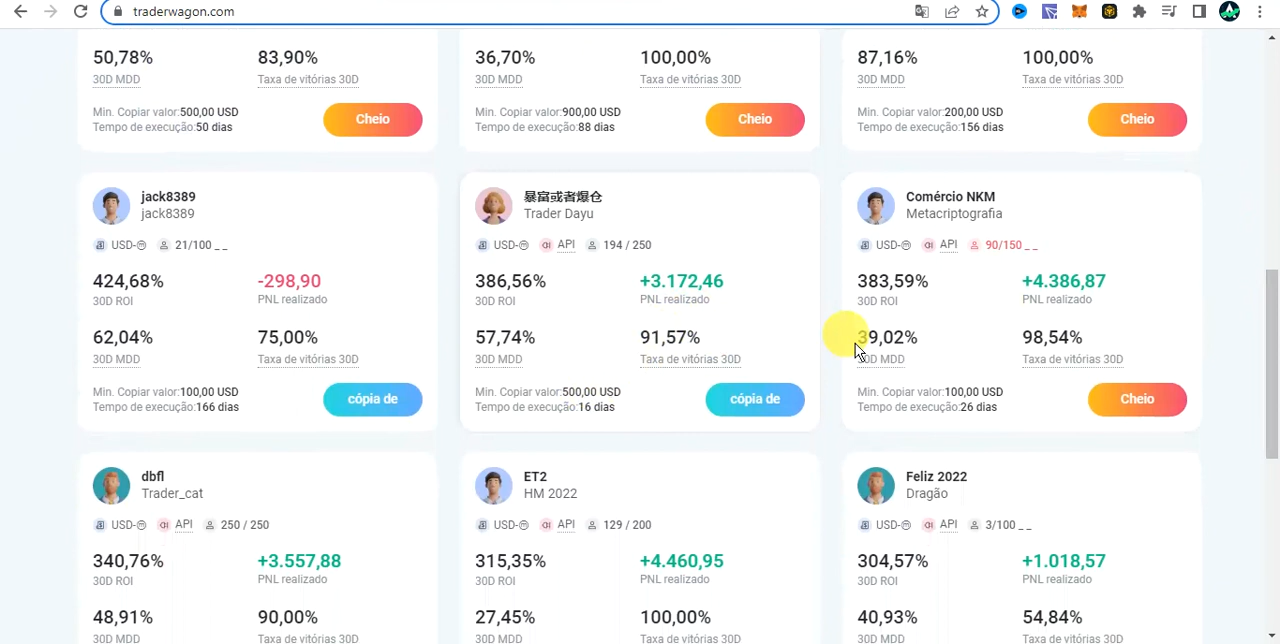 traderwagon.com
50,78%
83,90%
30D MDD
Taxa de vitórias 30D
Min. Copiar valor:500,00 USD
Tempo de execução:50 dias
Cheio
36,70%
100,00%
30D MDD
Taxa de vitórias 30D
Min. Copiar valor:900,00 USD
Tempo de execução:88 dias
Cheio
87,16%
100,00%
30D MDD
Taxa de vitórias 30D
Min. Copiar valor:200,00 USD
Tempo de execução:156 dias
Cheio
jack8389
jack8389
USD-Ⓜ 21/100 _ _
424,68%
-298,90
30D ROI
PNL realizado
62,04%
75,00%
30D MDD
Taxa de vitórias 30D
Min. Copiar valor:100,00 USD
Tempo de execução:166 dias
cópia de
暴富或者爆仓
Trader Dayu
USD-Ⓜ API 194 / 250
386,56%
+3.172,46
30D ROI
PNL realizado
57,74%
91,57%
30D MDD
Taxa de vitórias 30D
Min. Copiar valor:500,00 USD
Tempo de execução:16 dias
cópia de
Comércio NKM
Metacriptografia
USD-Ⓜ API 90/150 _ _
383,59%
+4.386,87
30D ROI
PNL realizado
39,02%
98,54%
30D MDD
Taxa de vitórias 30D
Min. Copiar valor:100,00 USD
Tempo de execução:26 dias
Cheio
dbfl
Trader_cat
USD-Ⓜ API 250 / 250
340,76%
+3.557,88
30D ROI
PNL realizado
48,91%
90,00%
30D MDD
Taxa de vitórias 30D
ET2
HM 2022
USD-Ⓜ API 129 / 200
315,35%
+4.460,95
30D ROI
PNL realizado
27,45%
100,00%
30D MDD
Taxa de vitórias 30D
Feliz 2022
Dragão
USD-Ⓜ API 3/100 _ _
304,57%
+1.018,57
30D ROI
PNL realizado
40,93%
54,84%
30D MDD
Taxa de vitórias 30D